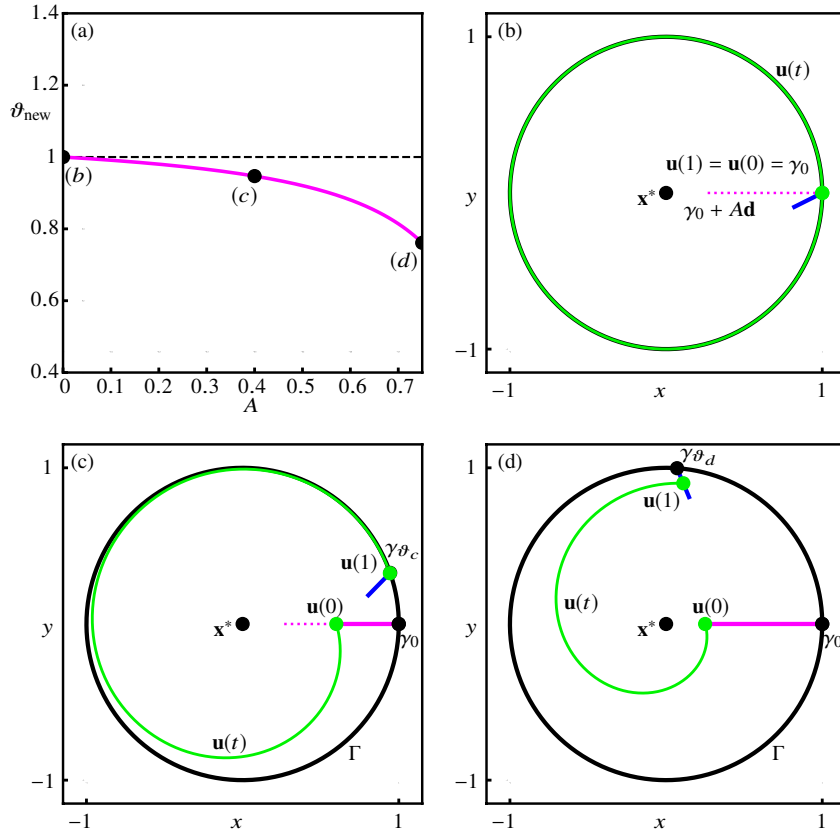 (a)
1.4
1.2
ϑnew
1
0.8
0.6
0.4
(b)
(c)
(d)
0 0.1 0.2 0.3 0.4 0.5 0.6 0.7
A
(b)
1
y
−1
u(t)
u(1) = u(0) = γ0
x*
γ0 + Ad
−1 x 1
(c)
1
y
−1
γϑc
u(1)
u(0)
x*
γ0
u(t)
Γ
−1 x 1
(d)
1
y
−1
γϑd
u(1)
u(t)
u(0)
x*
γ0
Γ
−1 x 1